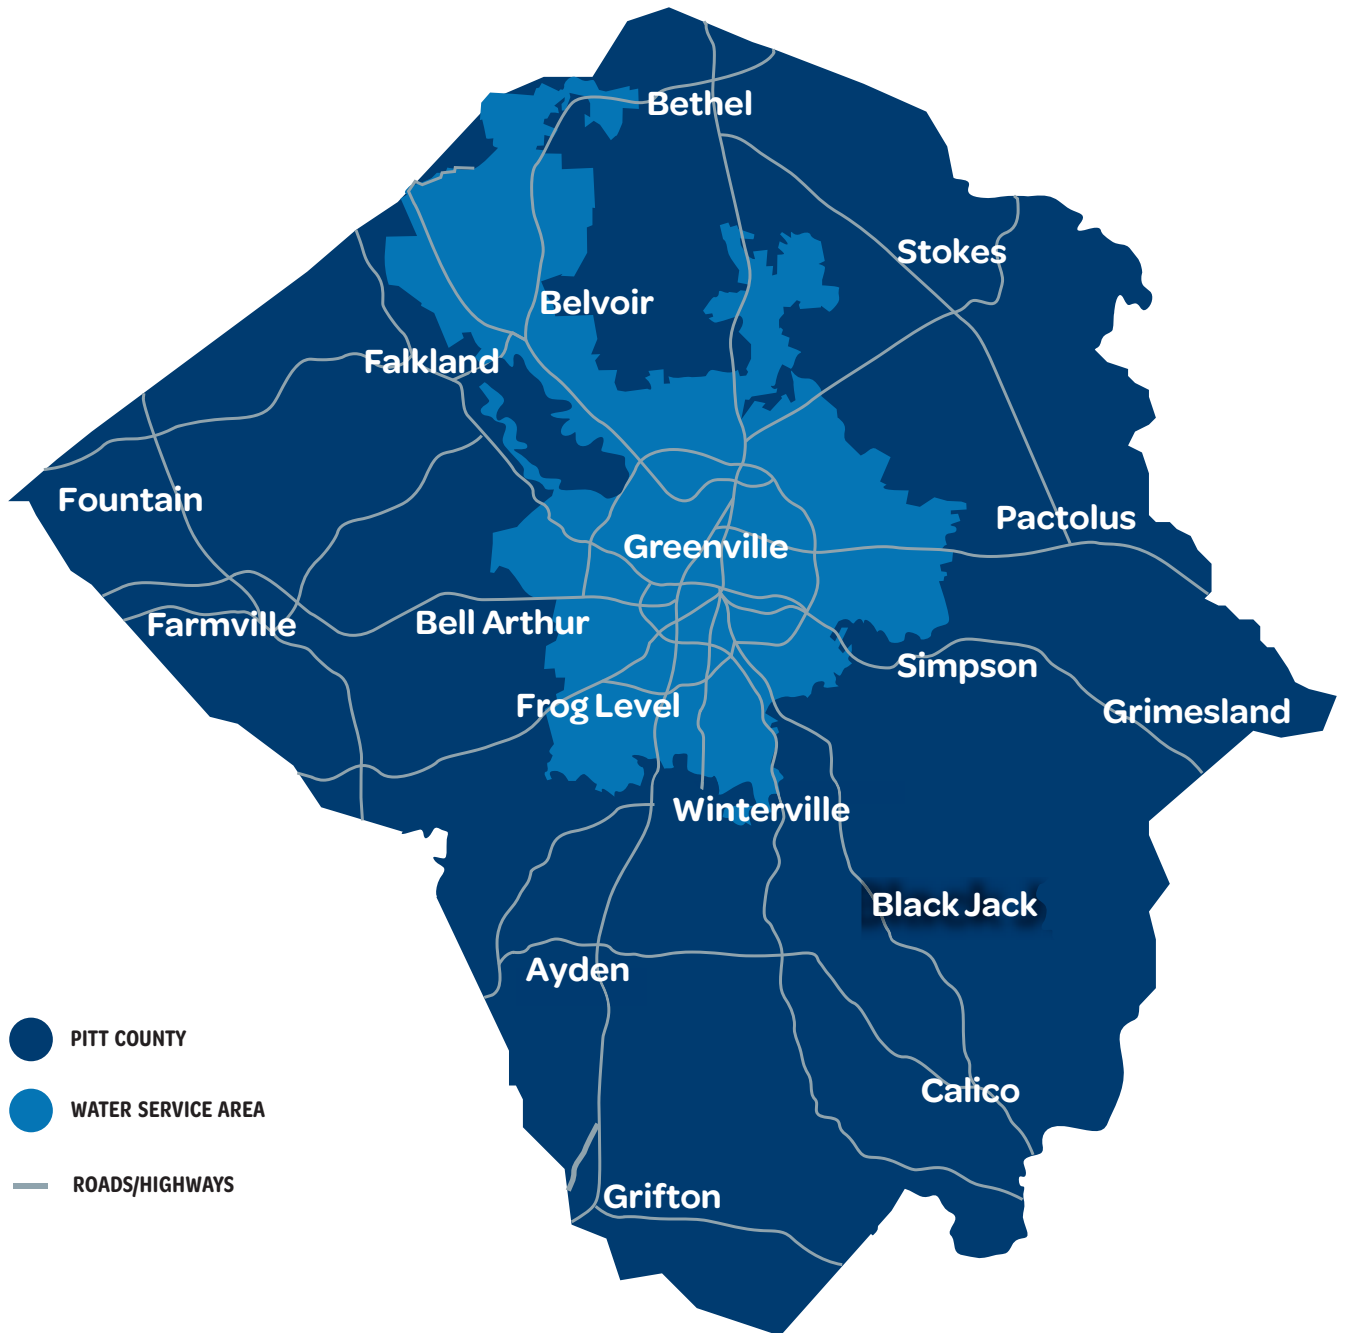 Bethel
Stokes
Belvoir
Falkland
Fountain
Pactolus
Greenville
Farmville
Bell Arthur
Simpson
Frog Level
Grimesland
Winterville
Black Jack
Ayden
PITT COUNTY
Calico
WATER SERVICE AREA
ROADS/HIGHWAYS
Grifton